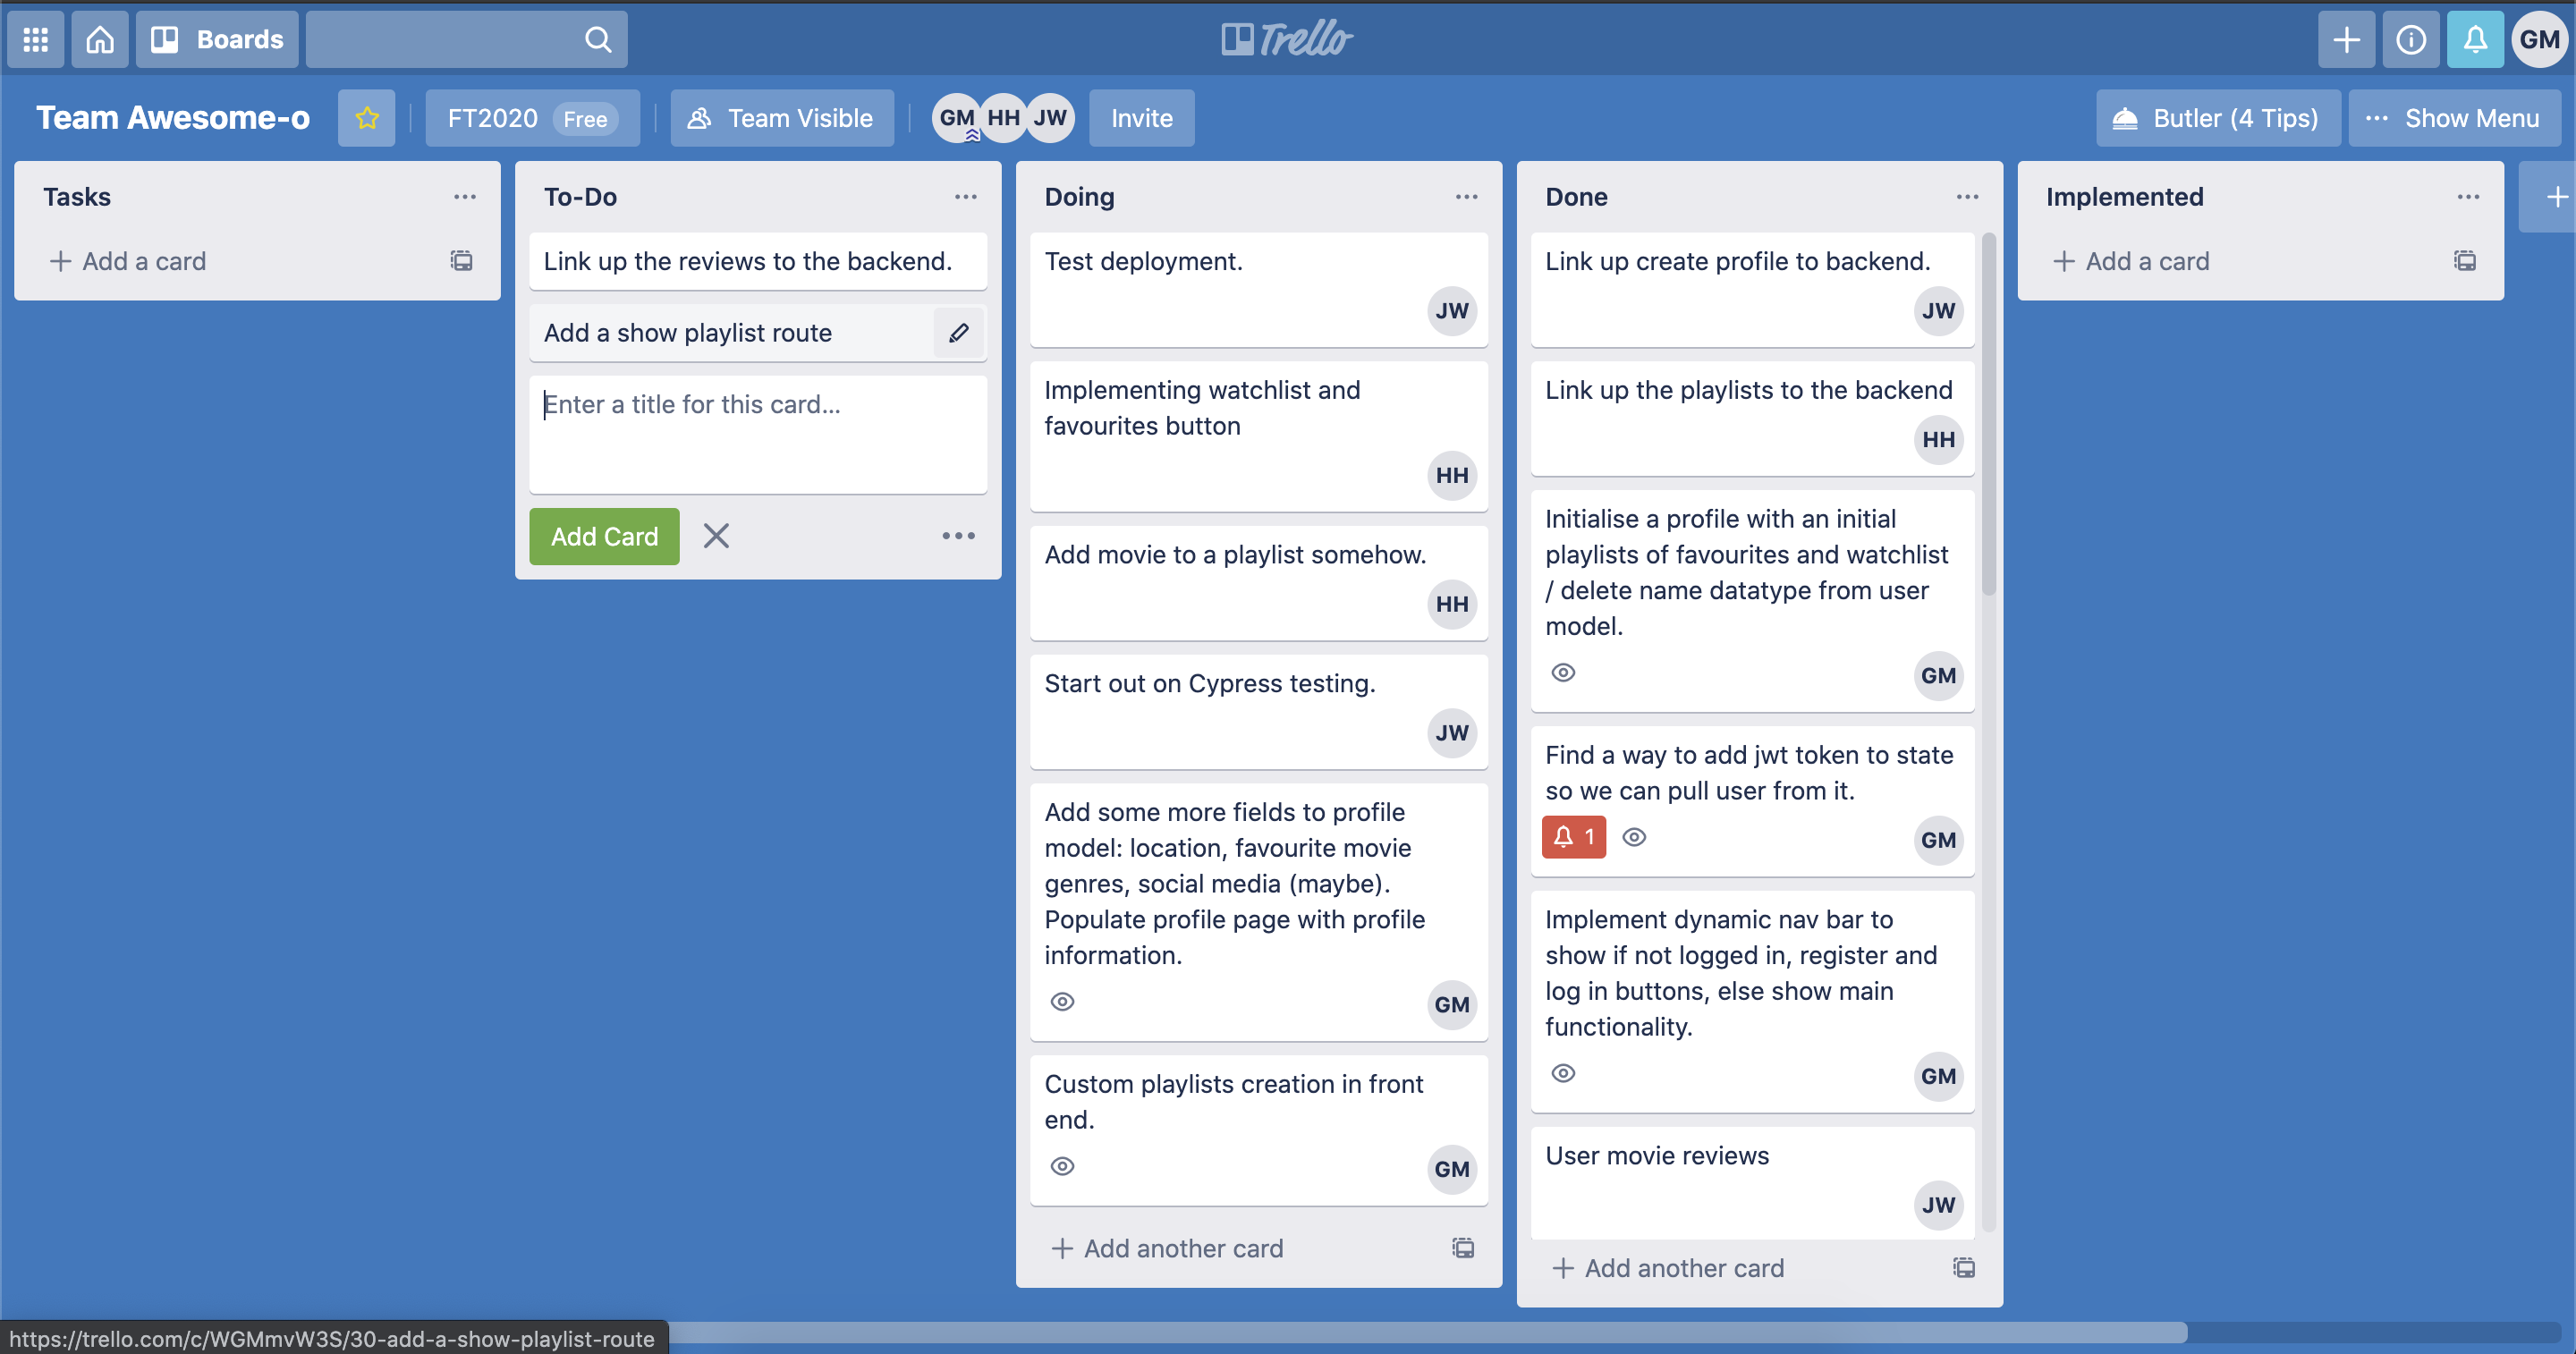 Boards
Trello
GM
Team Awesome-o
FT2020 Free
Team Visible
GM HH JW
Invite
Butler (4 Tips)
Show Menu
Tasks
Add a card
To-Do
Link up the reviews to the backend.
Add a show playlist route
Enter a title for this card...
Add Card
Doing
Test deployment.
JW
Implementing watchlist and
favourites button
HH
Add movie to a playlist somehow.
HH
Start out on Cypress testing.
JW
Add some more fields to profile
model: location, favourite movie
genres, social media (maybe).
Populate profile page with profile
information.
GM
Custom playlists creation in front
end.
GM
Add another card
Done
Link up create profile to backend.
JW
Link up the playlists to the backend
HH
Initialise a profile with an initial
playlists of favourites and watchlist
/ delete name datatype from user
model.
GM
Find a way to add jwt token to state
so we can pull user from it.
1
GM
Implement dynamic nav bar to
show if not logged in, register and
log in buttons, else show main
functionality.
GM
User movie reviews
JW
Add another card
Implemented
Add a card
https://trello.com/c/WGMmvW3S/30-add-a-show-playlist-route